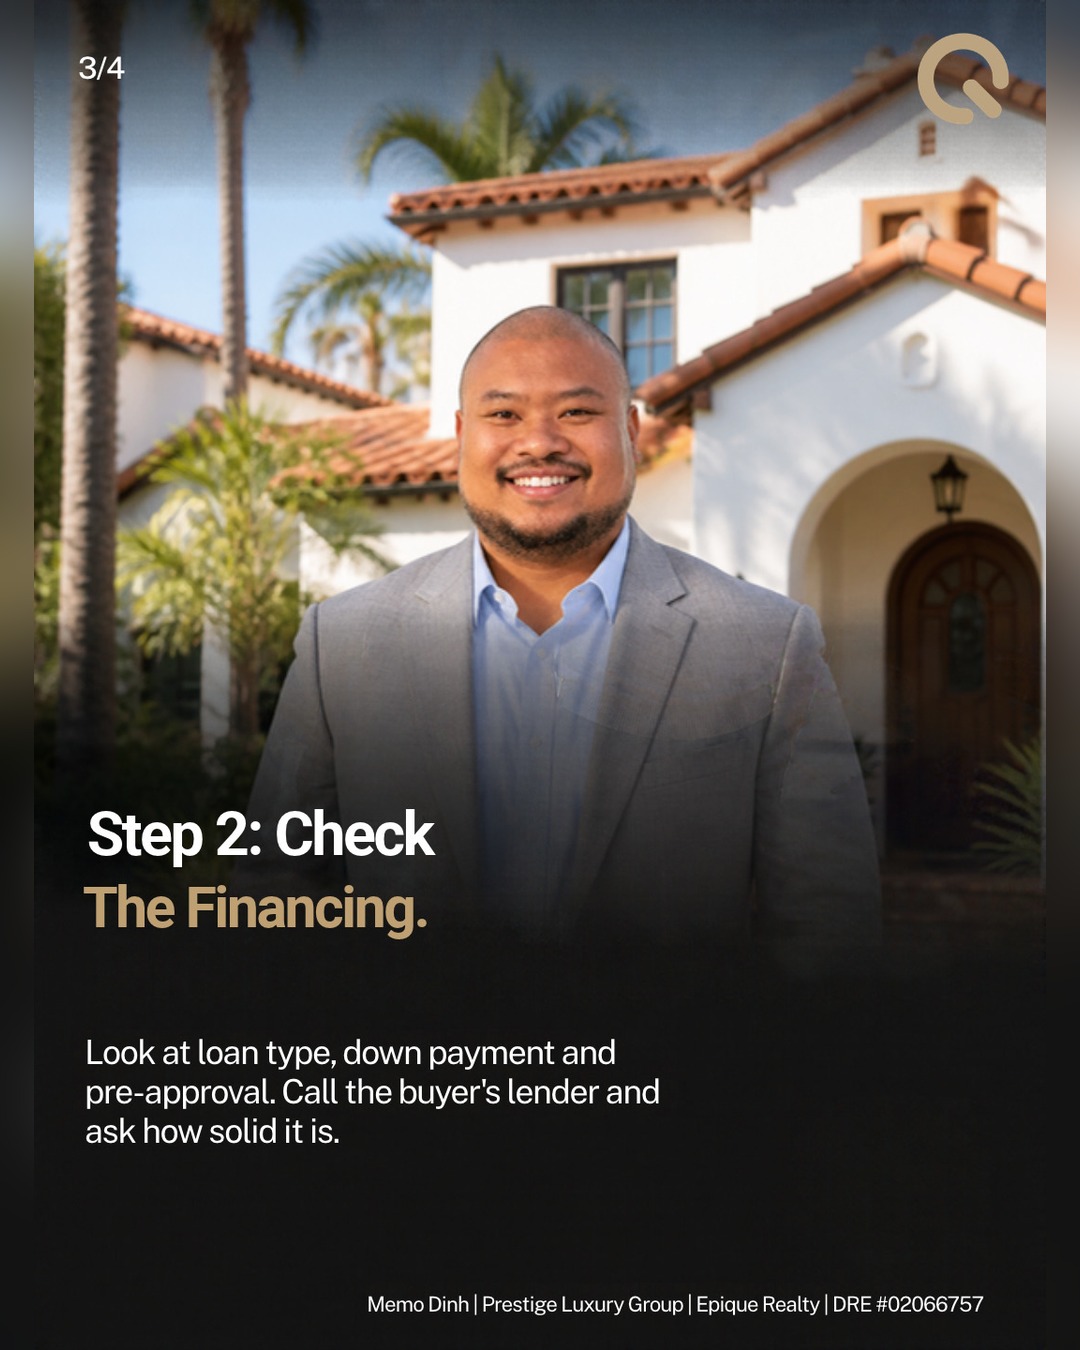 3/4
Step 2: Check
The Financing.
Look at loan type, down payment and
pre-approval. Call the buyer's lender and
ask how solid it is.
Memo Dinh | Prestige Luxury Group | Epique Realty | DRE #02066757